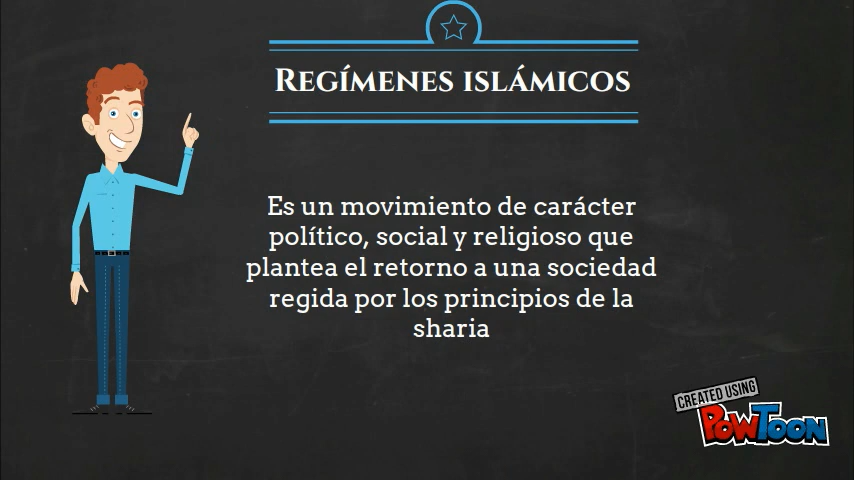 Regímenes islámicos
Es un movimiento de carácter
político, social y religioso que
plantea el retorno a una sociedad
regida por los principios de la
sharia
CREATED USING
POWTOON